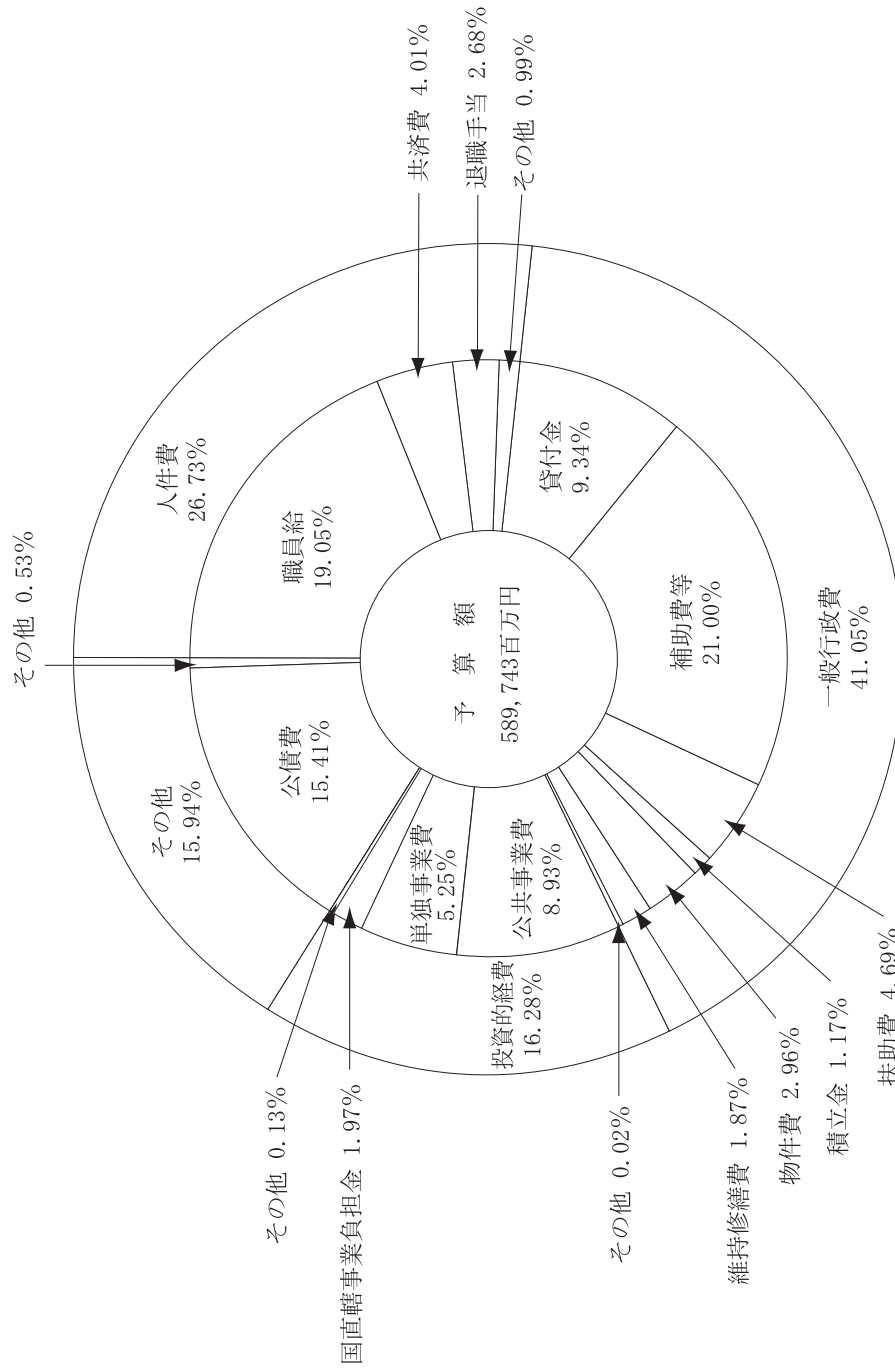 予　算　額
589,743百万円
人件費
26.73%
職員給
19.05%
共済費 4.01%
退職手当 2.68%
その他 0.99%
一般行政費
41.05%
貸付金
9.34%
補助費等
21.00%
扶助費 4.69%
積立金 1.17%
物件費 2.96%
維持修繕費 1.87%
その他 0.02%
投資的経費
16.28%
公共事業費
8.93%
単独事業費
5.25%
国直轄事業負担金 1.97%
その他 0.13%
その他
15.94%
公債費
15.41%
その他 0.53%